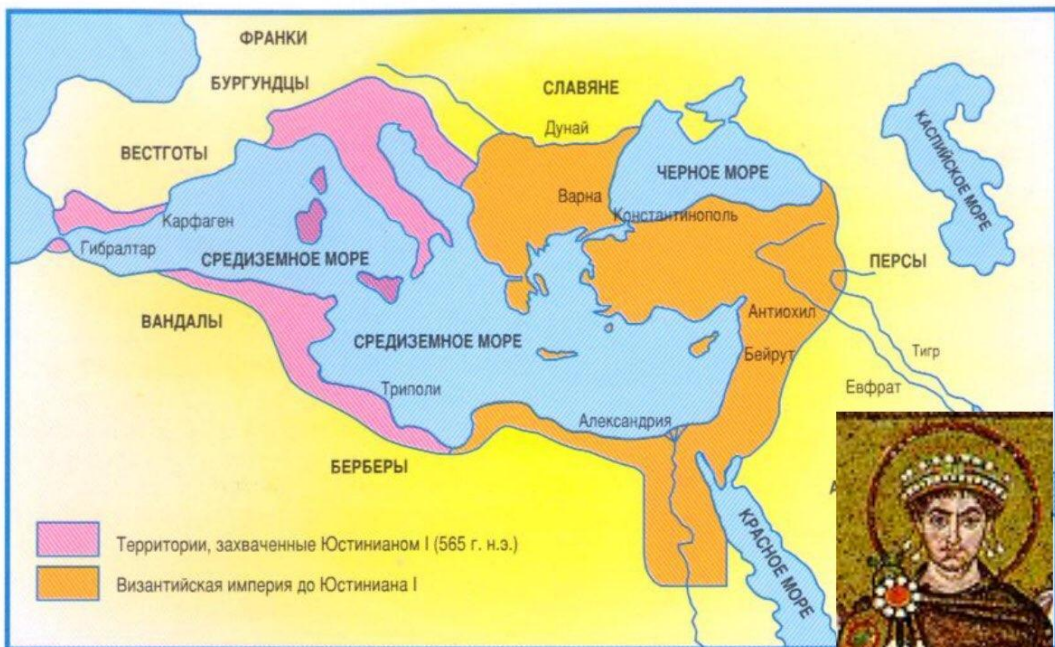 ФРАНКИ
БУРГУНДЦЫ
СЛАВЯНЕ
Дунай
КАСПИЙСКОЕ МОРЕ
ВЕСТГОТЫ
ЧЕРНОЕ МОРЕ
Варна
Константинополь
Карфаген
Гибралтар
СРЕДИЗЕМНОЕ МОРЕ
ПЕРСЫ
ВАНДАЛЫ
Антиохил
СРЕДИЗЕМНОЕ МОРЕ
Бейрут
Тигр
Триполи
Евфрат
Александрия
БЕРБЕРЫ
КРАСНОЕ МОРЕ
Территории, захваченные Юстинианом I (565 г. н.э.)
Византийская империя до Юстиниана I